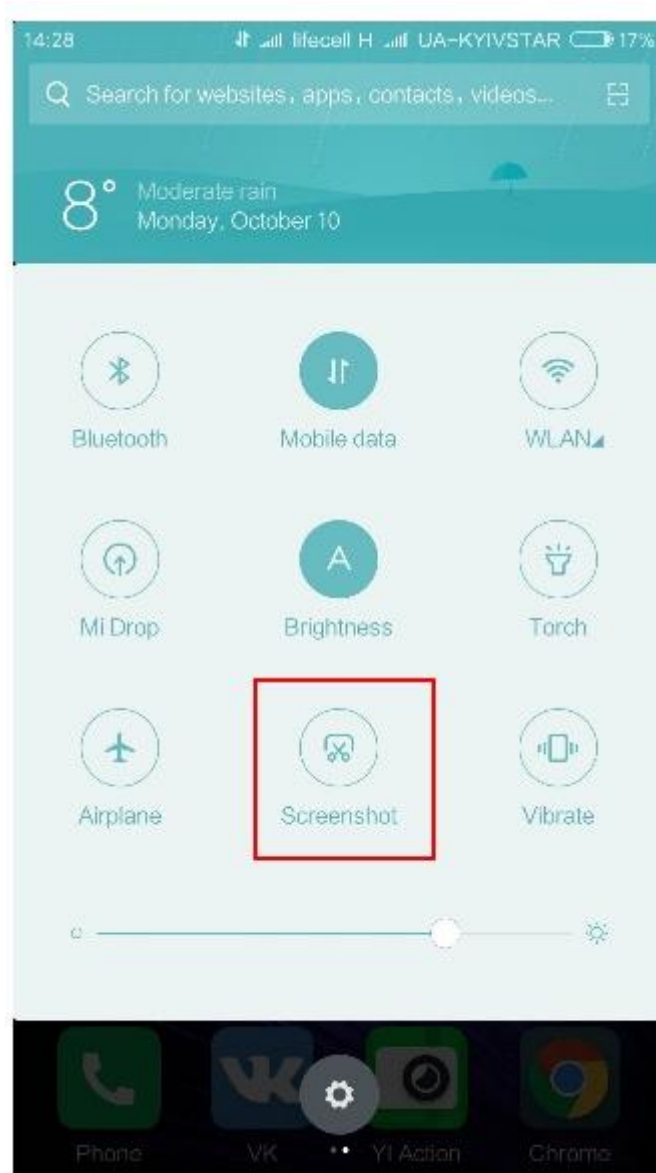 14:28 lifecell H UA-KYIVSTAR 17%
Search for websites, apps, contacts, videos...
8° Moderate rain
Monday, October 10
Bluetooth Mobile data WLAN
Mi Drop A Brightness Torch
Airplane Screenshot Vibrate
Phone VK YI Action Chrome